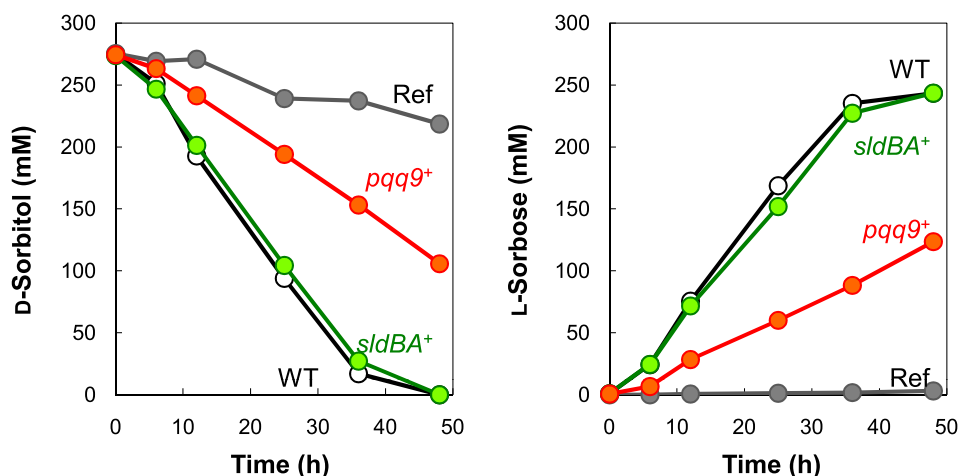 300
250
200
150
100
50
0
D-Sorbitol (mM)
Ref
pqq9⁺
sldBA⁺
WT
0 10 20 30 40 50
Time (h)
300
250
200
150
100
50
0
L-Sorbose (mM)
WT
sldBA⁺
pqq9⁺
Ref
0 10 20 30 40 50
Time (h)